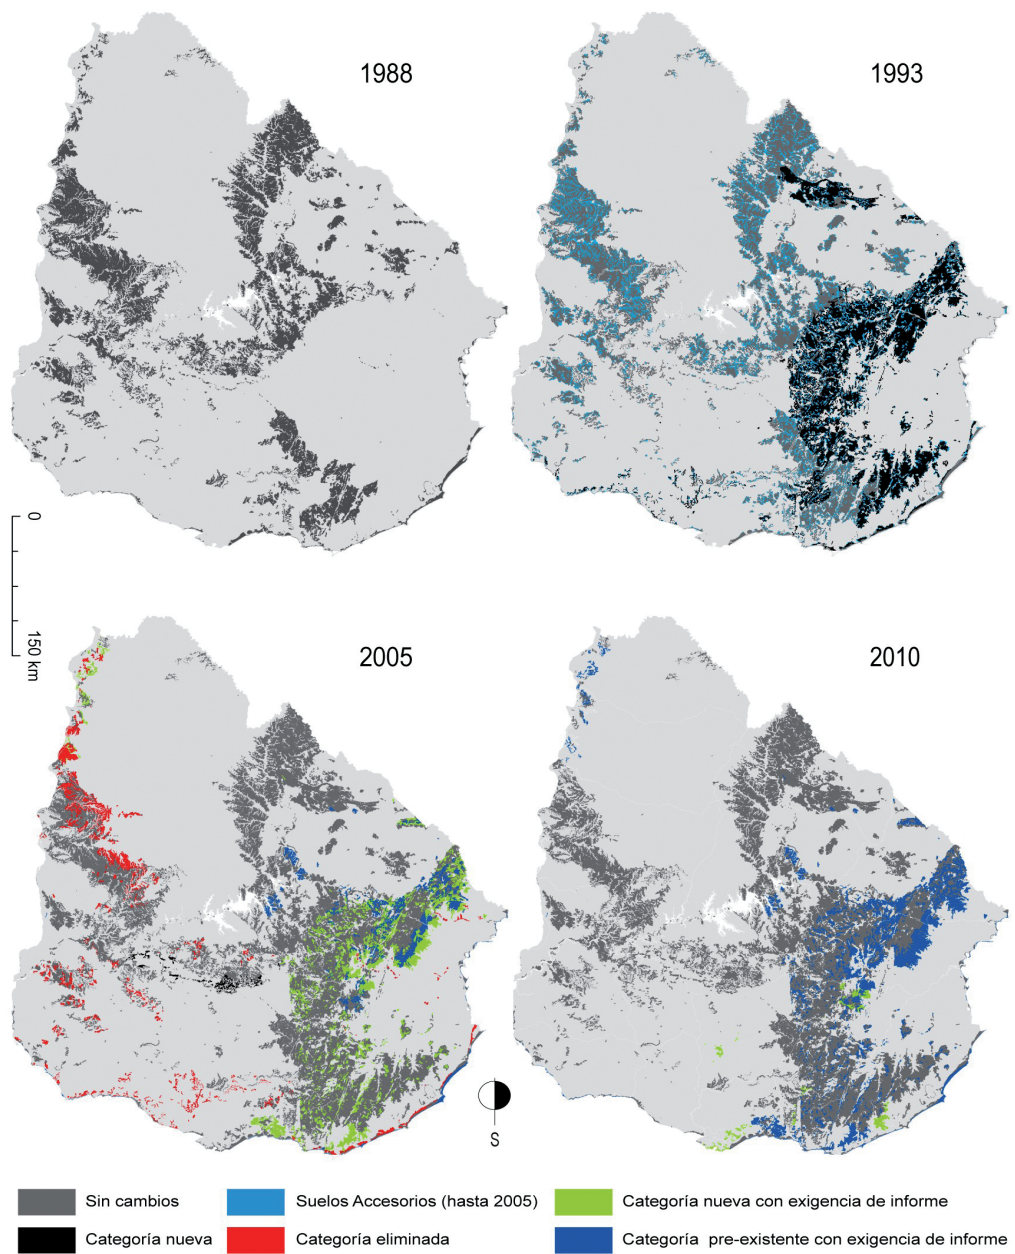 1988
1993
0
150 km
2005
2010
S
Sin cambios
Suelos Accesorios (hasta 2005)
Categoría nueva con exigencia de informe
Categoría nueva
Categoría eliminada
Categoría pre-existente con exigencia de informe